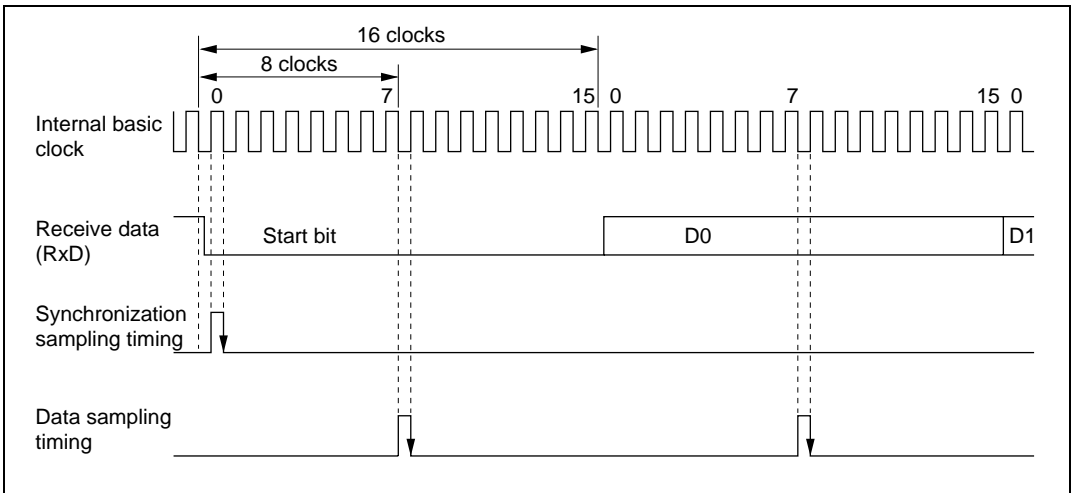 16 clocks
8 clocks
0 7 15 0 7 15 0
Internal basic
clock
Receive data
(RxD)
Start bit D0 D1
Synchronization
sampling timing
Data sampling
timing